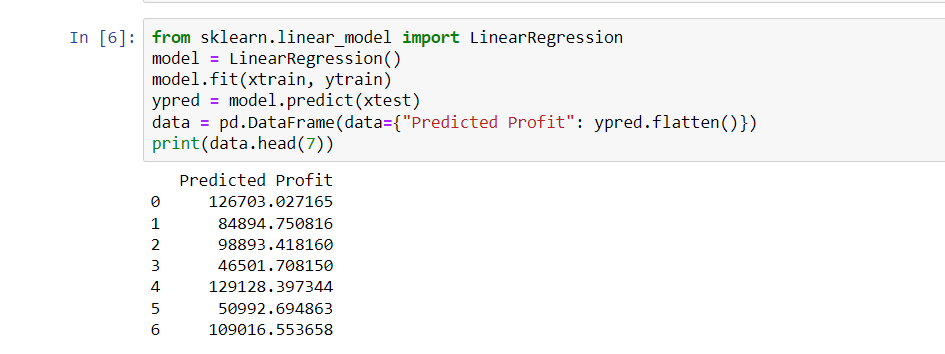 In [6]: from sklearn.linear_model import LinearRegression
model = LinearRegression()
model.fit(xtrain, ytrain)
ypred = model.predict(xtest)
data = pd.DataFrame(data={"Predicted Profit": ypred.flatten()})
print(data.head(7))
Predicted Profit
0 126703.027165
1 84894.750816
2 98893.418160
3 46501.708150
4 129128.397344
5 50992.694863
6 109016.553658